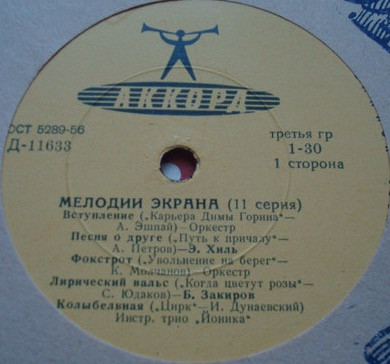 АККОРД
ГОСТ 5289-56
Д-11633
третья гр
1-30
1 сторона
МЕЛОДИИ ЭКРАНА (11 серия)
Вступление („Карьера Димы Горина“—
А. Эшпай) Оркестр
Песня о друге („Путь к причалу“—
А. Петров)—Э. Хиль
Фокстрот („Увольнение на берег“—
К. Молчанов) Оркестр
Лирический вальс („Когда цветут розы“—
С. Юдаков)—Б. Закиров
Колыбельная („Цирк“—И. Дунаевский)
Инстр. трио „Йоника“